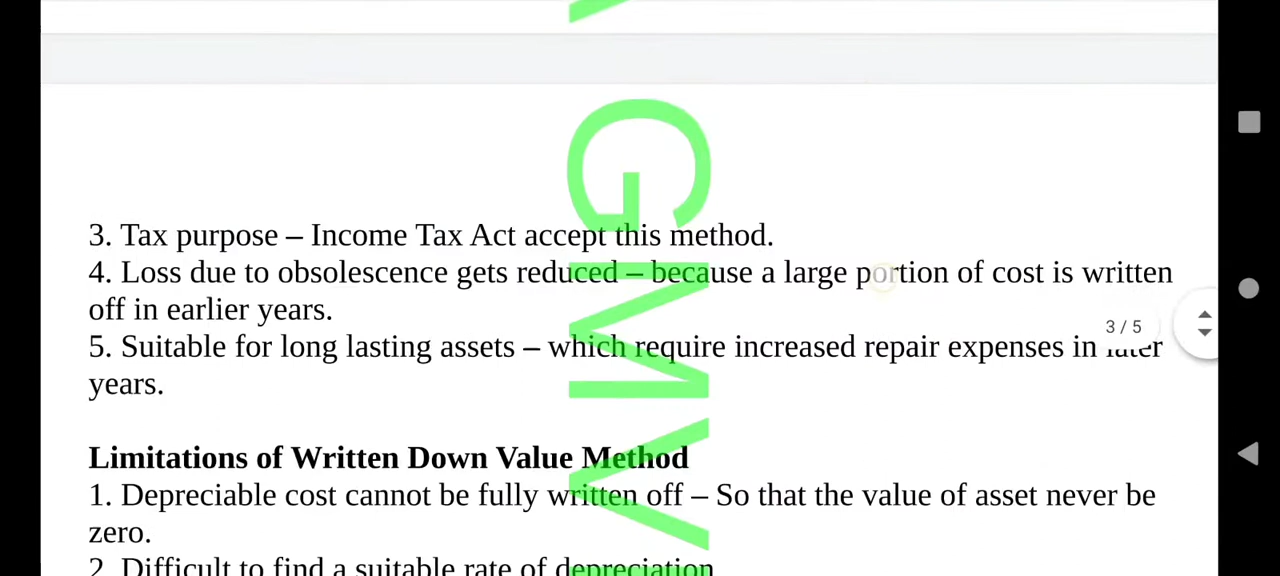 3. Tax purpose – Income Tax Act accept this method.
4. Loss due to obsolescence gets reduced – because a large portion of cost is written
off in earlier years.
3 / 5
5. Suitable for long lasting assets – which require increased repair expenses in later
years.
Limitations of Written Down Value Method
1. Depreciable cost cannot be fully written off – So that the value of asset never be
zero.
2. Difficult to find a suitable rate of depreciation
GMV